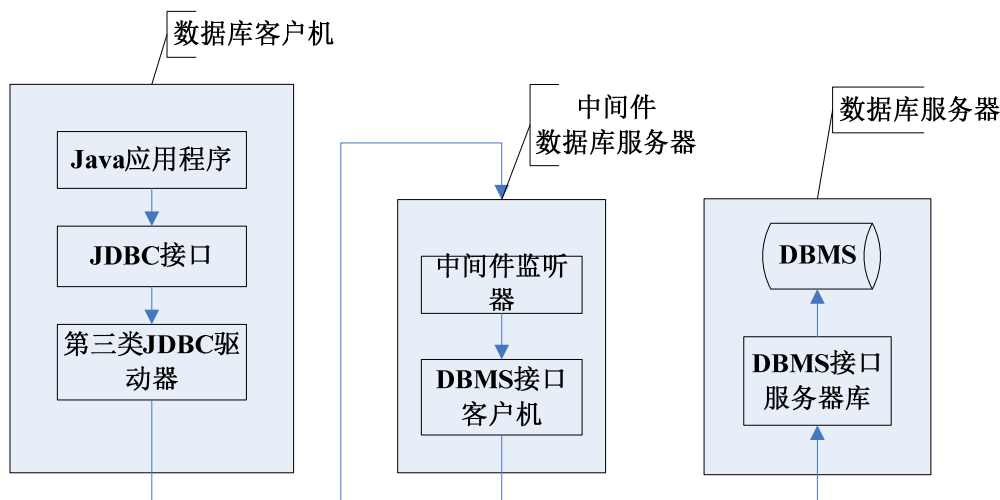 数据库客户机
Java应用程序
JDBC接口
第三类JDBC驱
动器
中间件
数据库服务器
中间件监听
器
DBMS接口
客户机
数据库服务器
DBMS
DBMS接口
服务器库